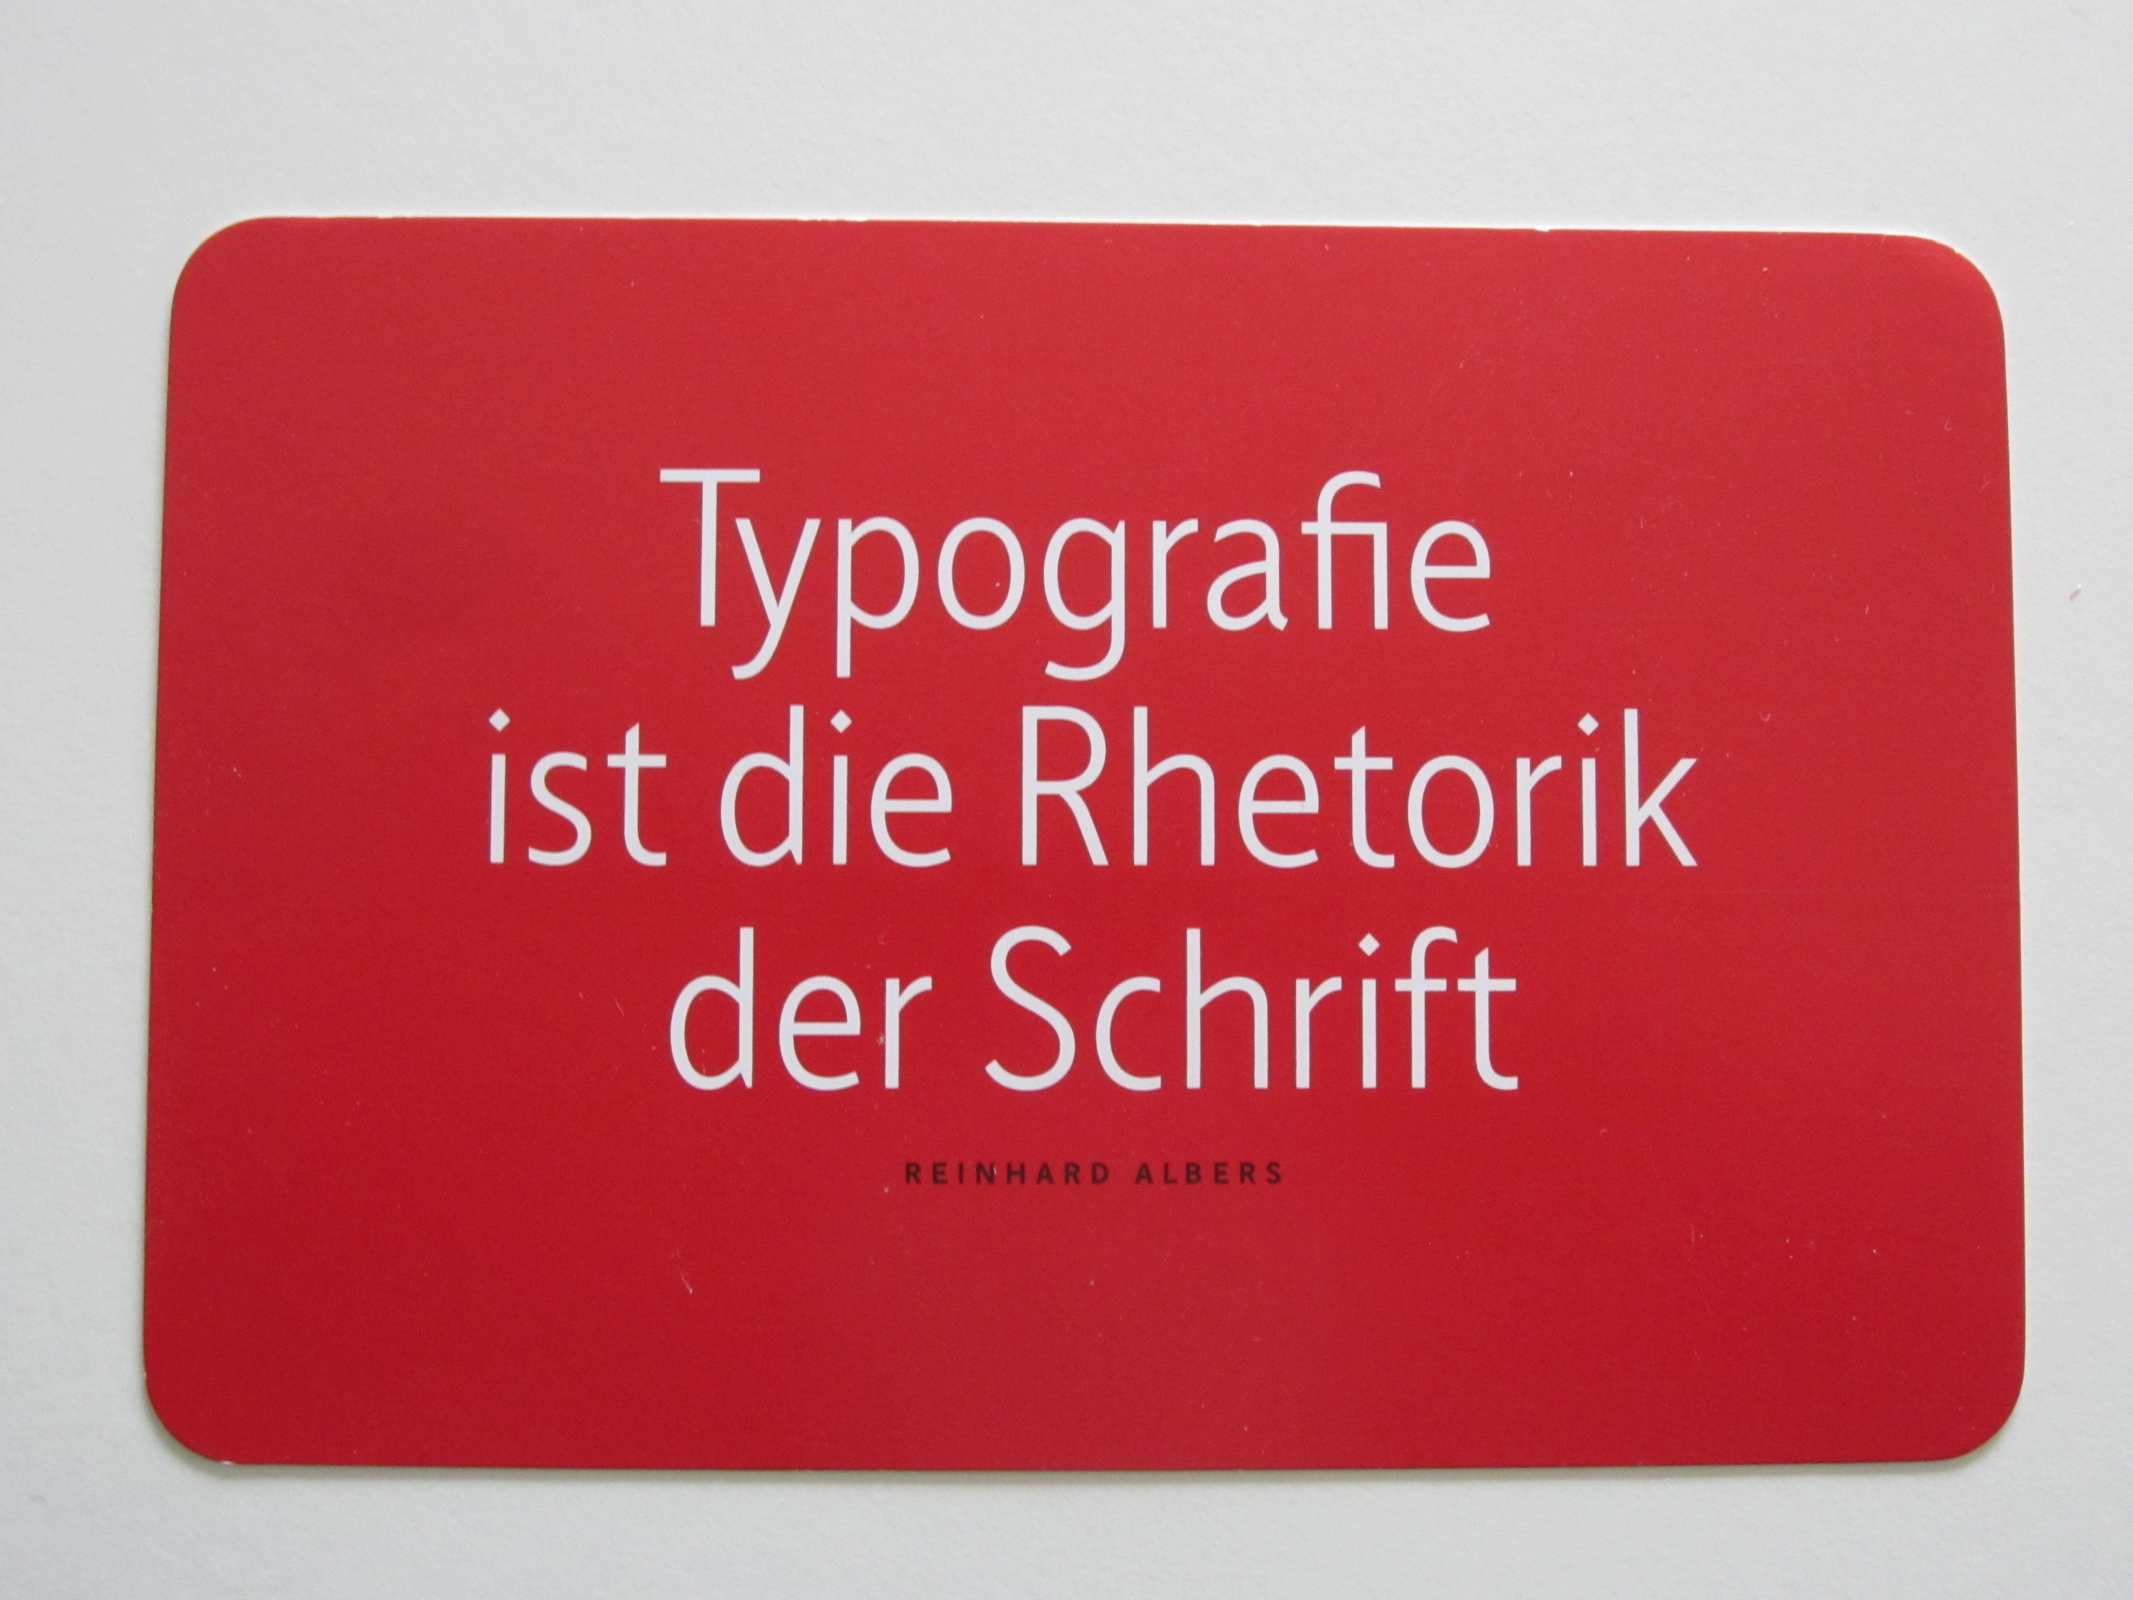 Typografie
ist die Rhetorik
der Schrift
REINHARD ALBERS